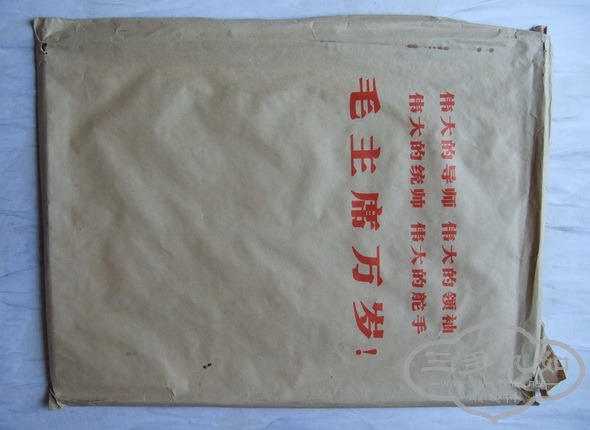 伟大的导师 伟大的领袖
伟大的统帅 伟大的舵手
毛主席万岁!